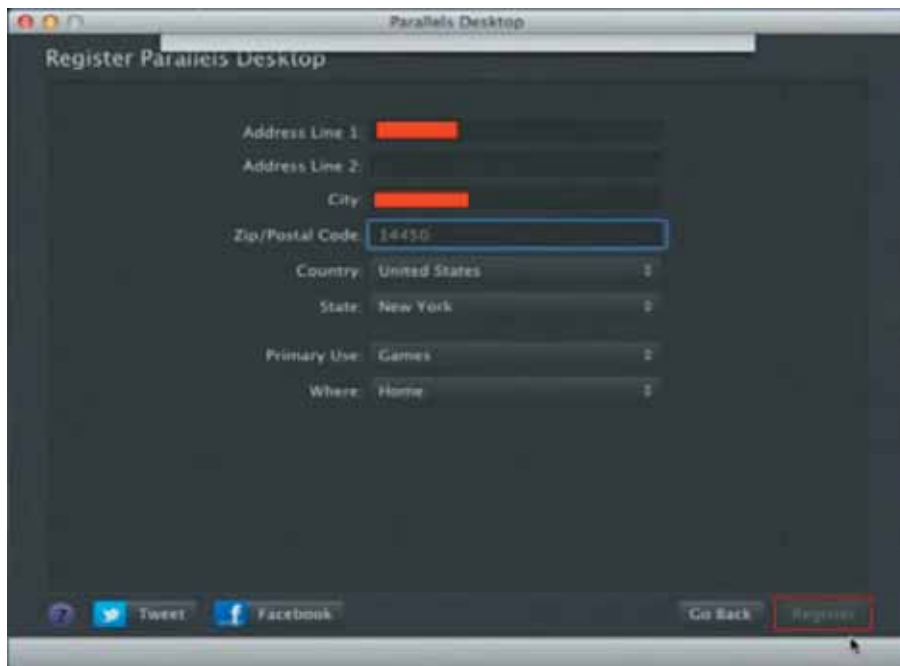 Parallels Desktop
Register Parallels Desktop
Address Line 1:
Address Line 2:
City:
Zip/Postal Code: 14450
Country: United States
State: New York
Primary Use: Games
Where: Home
? Tweet Facebook Go Back Register